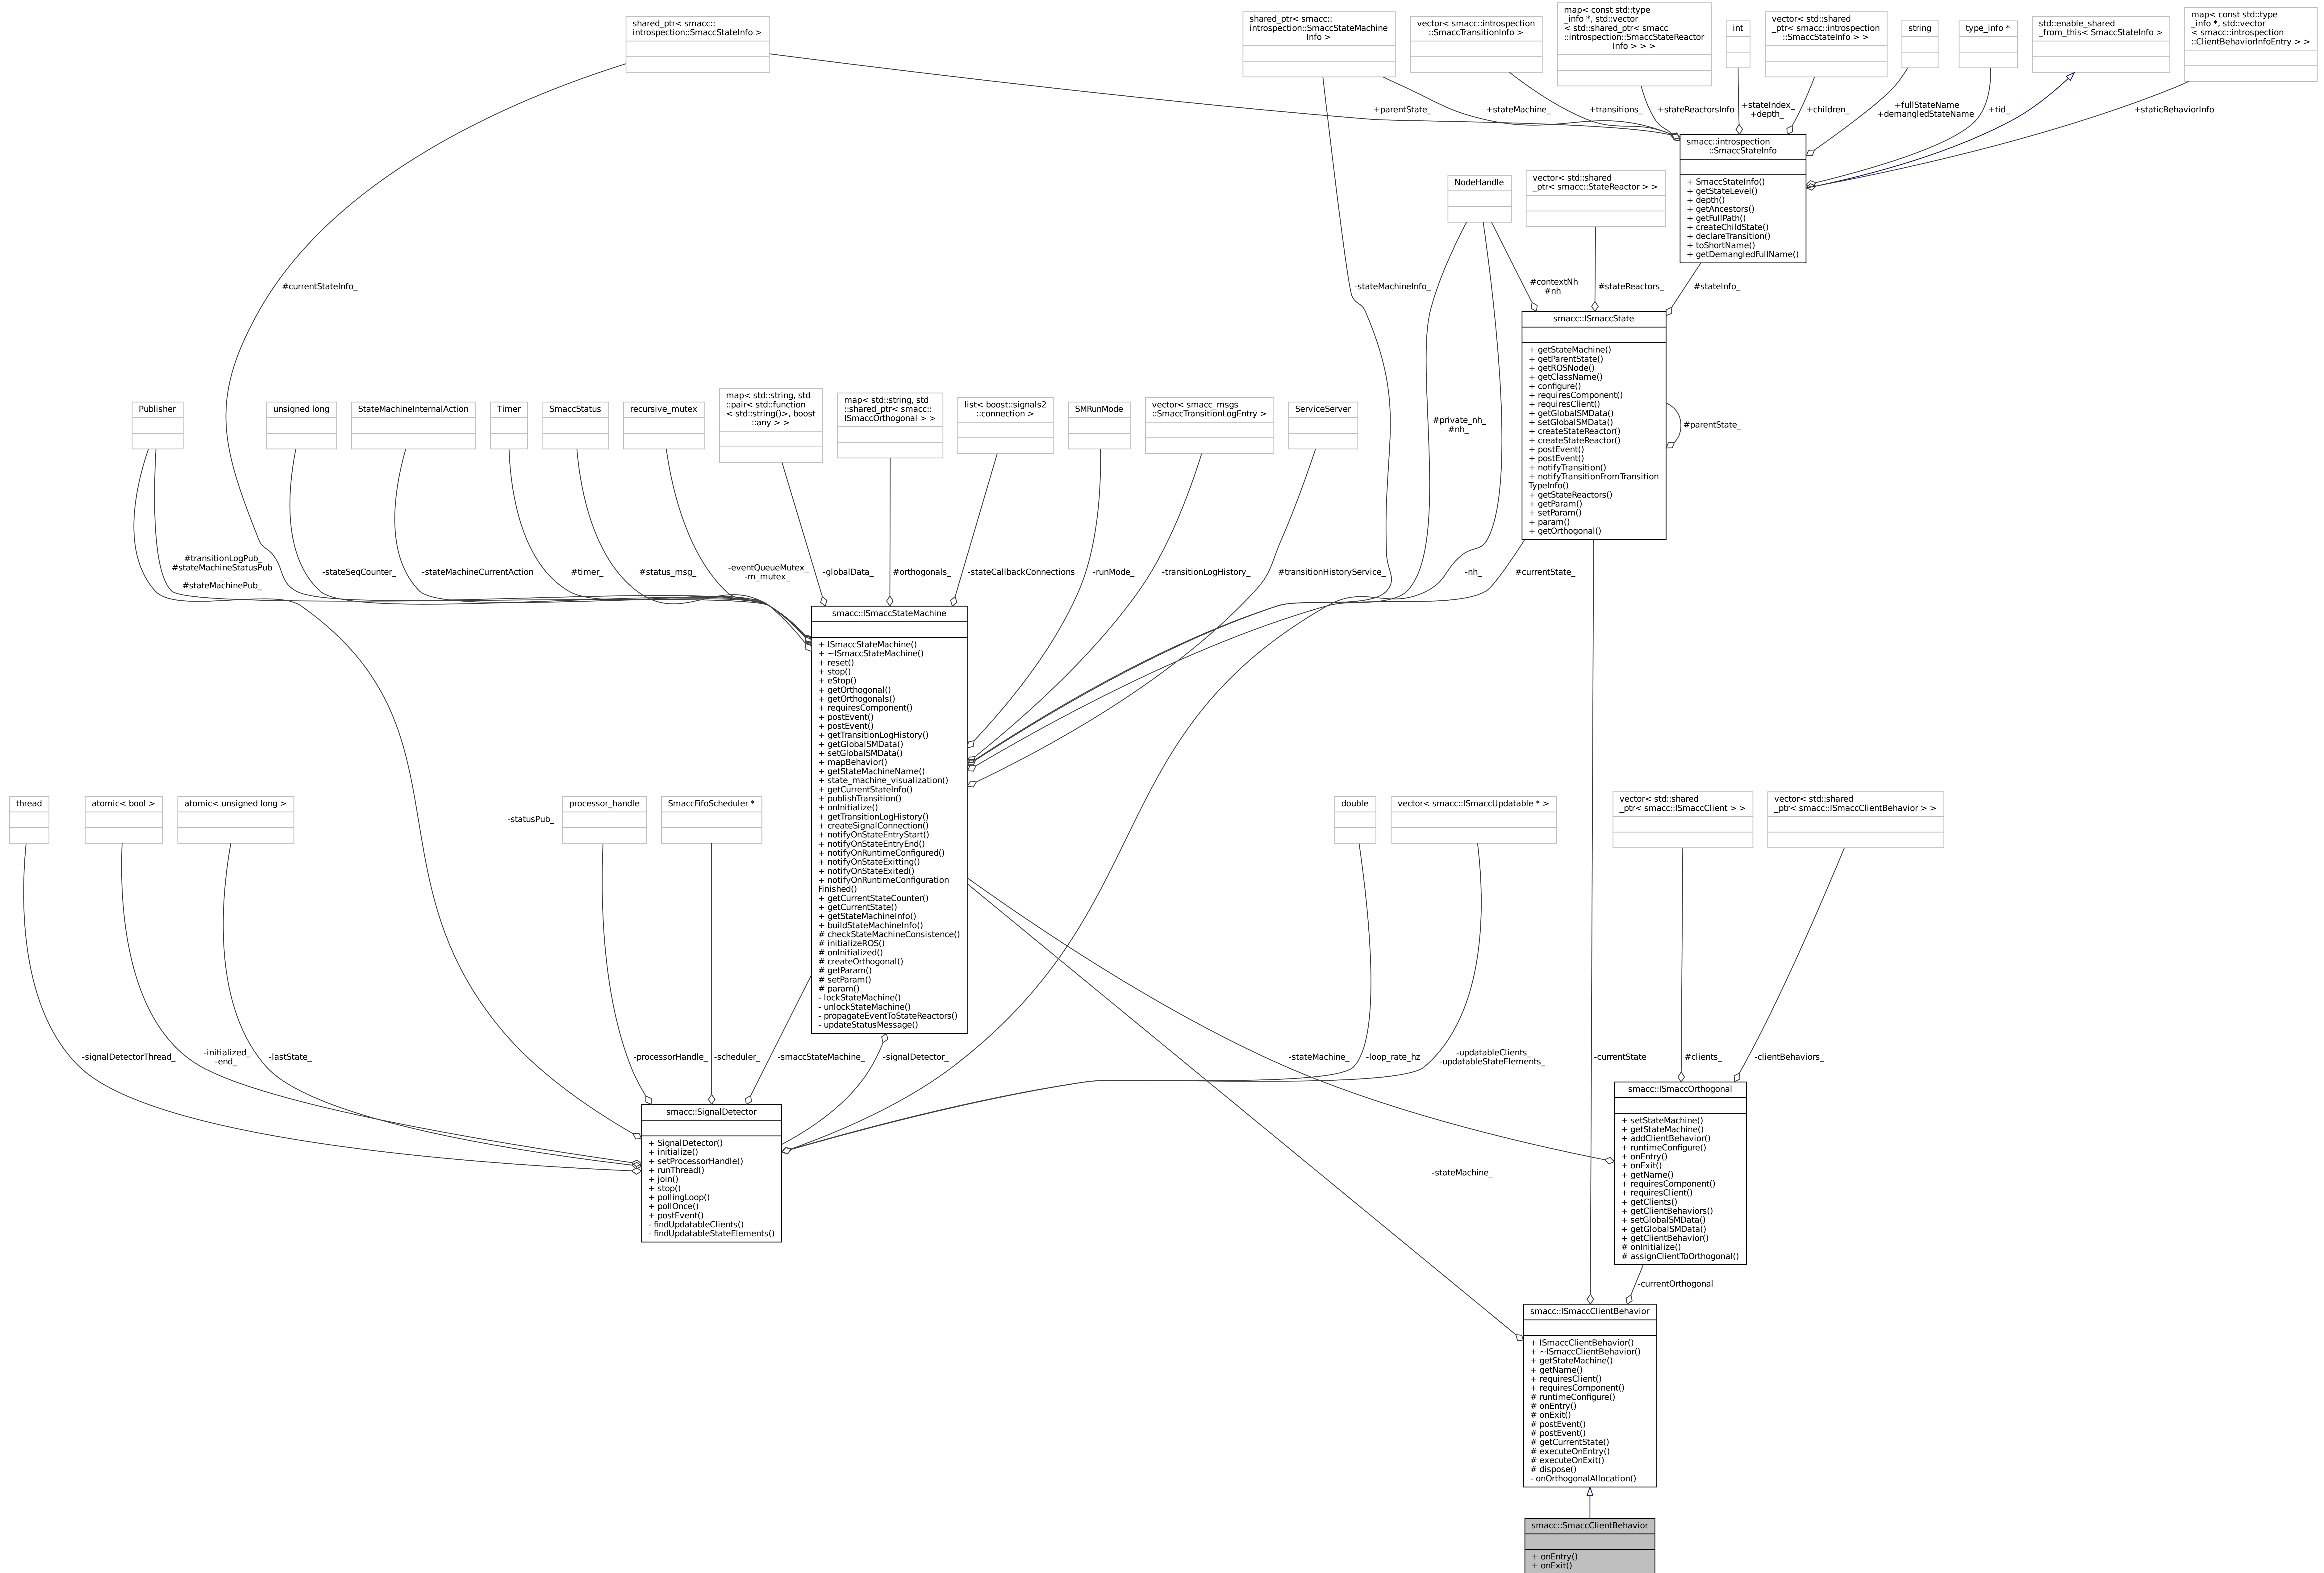 shared_ptr< smacc::
introspection::SmaccStateInfo >
shared_ptr< smacc::
introspection::SmaccStateMachine
Info >
vector< smacc::introspection
::SmaccTransitionInfo >
map< const std::type
_info *, std::vector
< std::shared_ptr< smacc
::introspection::SmaccStateReactor
Info > > >
int
vector< std::shared
_ptr< smacc::introspection
::SmaccStateInfo > >
string
type_info *
std::enable_shared
_from_this< SmaccStateInfo >
map< const std::type
_info *, std::vector
< smacc::introspection
::ClientBehaviorInfoEntry > >
+parentState_
+stateMachine_
+transitions_
+stateReactorsInfo
+stateIndex_
+depth_
+children_
+fullStateName
+demangledStateName
+tid_
+staticBehaviorInfo
smacc::introspection
::SmaccStateInfo
+ SmaccStateInfo()
+ getStateLevel()
+ depth()
+ getAncestors()
+ getFullPath()
+ createChildState()
+ declareTransition()
+ toShortName()
+ getDemangledFullName()
NodeHandle
vector< std::shared
_ptr< smacc::StateReactor > >
#currentStateInfo_
-stateMachineInfo_
#contextNh
#nh
#stateReactors_
#stateInfo_
smacc::ISmaccState
+ getStateMachine()
+ getParentState()
+ getROSNode()
+ getClassName()
+ configure()
+ requiresComponent()
+ requiresClient()
+ getGlobalSMData()
+ setGlobalSMData()
+ createStateReactor()
+ createStateReactor()
+ postEvent()
+ postEvent()
+ notifyTransition()
+ notifyTransitionFromTransition
TypeInfo()
+ getStateReactors()
+ getParam()
+ setParam()
+ param()
+ getOrthogonal()
#parentState_
Publisher
unsigned long
StateMachineInternalAction
Timer
SmaccStatus
recursive_mutex
map< std::string, std
::pair< std::function
< std::string()>, boost
::any > >
map< std::string, std
::shared_ptr< smacc::
ISmaccOrthogonal > >
list< boost::signals2
::connection >
SMRunMode
vector< smacc_msgs
::SmaccTransitionLogEntry >
ServiceServer
#private_nh_
#nh_
#transitionLogPub_
#stateMachineStatusPub
_
#stateMachinePub_
-stateSeqCounter_
-stateMachineCurrentAction
#timer_
#status_msg_
-eventQueueMutex_
-m_mutex_
-globalData_
#orthogonals_
-stateCallbackConnections
-runMode_
-transitionLogHistory_
#transitionHistoryService_
-nh_
#currentState_
smacc::ISmaccStateMachine
+ ISmaccStateMachine()
+ ~ISmaccStateMachine()
+ reset()
+ stop()
+ eStop()
+ getOrthogonal()
+ getOrthogonals()
+ requiresComponent()
+ postEvent()
+ postEvent()
+ getTransitionLogHistory()
+ getGlobalSMData()
+ setGlobalSMData()
+ mapBehavior()
+ getStateMachineName()
+ state_machine_visualization()
+ getCurrentStateInfo()
+ publishTransition()
+ onInitialize()
+ getTransitionLogHistory()
+ createSignalConnection()
+ notifyOnStateEntryStart()
+ notifyOnStateEntryEnd()
+ notifyOnRuntimeConfigured()
+ notifyOnStateExitting()
+ notifyOnStateExited()
+ notifyOnRuntimeConfiguration
Finished()
+ getCurrentStateCounter()
+ getCurrentState()
+ getStateMachineInfo()
+ buildStateMachineInfo()
# checkStateMachineConsistence()
# initializeROS()
# onInitialized()
# createOrthogonal()
# getParam()
# setParam()
# param()
- lockStateMachine()
- unlockStateMachine()
- propagateEventToStateReactors()
- updateStatusMessage()
thread
atomic< bool >
atomic< unsigned long >
-statusPub_
processor_handle
SmaccFifoScheduler *
double
vector< smacc::ISmaccUpdatable * >
vector< std::shared
_ptr< smacc::ISmaccClient > >
vector< std::shared
_ptr< smacc::ISmaccClientBehavior > >
-signalDetectorThread_
-initialized_
-end_
-lastState_
-processorHandle_
-scheduler_
-smaccStateMachine_
-signalDetector_
-stateMachine_
-loop_rate_hz
-updatableClients_
-updatableStateElements_
-currentState
#clients_
-clientBehaviors_
smacc::SignalDetector
+ SignalDetector()
+ initialize()
+ setProcessorHandle()
+ runThread()
+ join()
+ stop()
+ pollingLoop()
+ pollOnce()
+ postEvent()
- findUpdatableClients()
- findUpdatableStateElements()
smacc::ISmaccOrthogonal
+ setStateMachine()
+ getStateMachine()
+ addClientBehavior()
+ runtimeConfigure()
+ onEntry()
+ onExit()
+ getName()
+ requiresComponent()
+ requiresClient()
+ getClients()
+ getClientBehaviors()
+ setGlobalSMData()
+ getGlobalSMData()
+ getClientBehavior()
# onInitialize()
# assignClientToOrthogonal()
-stateMachine_
-currentOrthogonal
smacc::ISmaccClientBehavior
+ ISmaccClientBehavior()
+ ~ISmaccClientBehavior()
+ getStateMachine()
+ getName()
+ requiresClient()
+ requiresComponent()
# runtimeConfigure()
# onEntry()
# onExit()
# postEvent()
# postEvent()
# getCurrentState()
# executeOnEntry()
# executeOnExit()
# dispose()
- onOrthogonalAllocation()
smacc::SmaccClientBehavior
+ onEntry()
+ onExit()